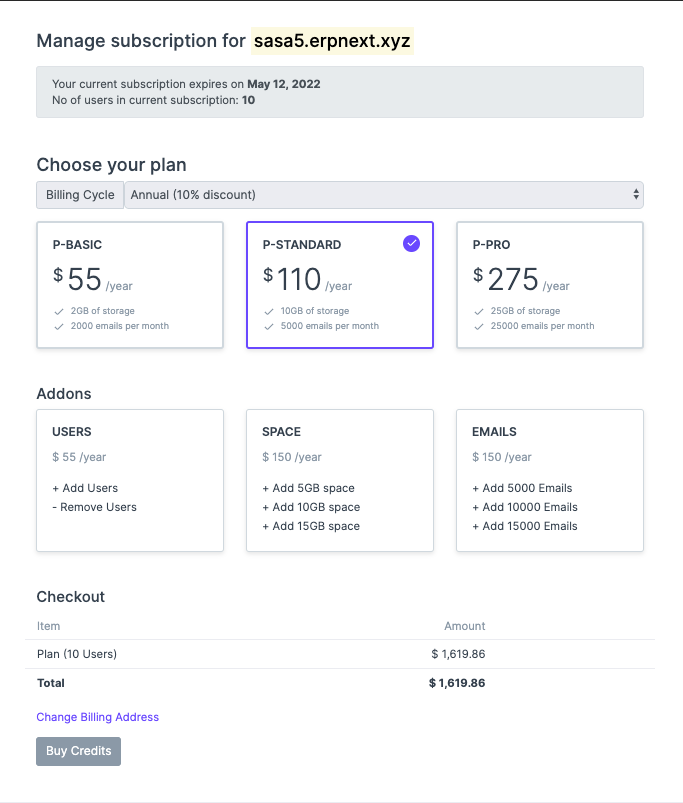 Manage subscription for sasa5.erpnext.xyz
Your current subscription expires on May 12, 2022
No of users in current subscription: 10
Choose your plan
Billing Cycle Annual (10% discount)
P-BASIC
$ 55 /year
2GB of storage
2000 emails per month
P-STANDARD
$ 110 /year
10GB of storage
5000 emails per month
P-PRO
$ 275 /year
25GB of storage
25000 emails per month
Addons
USERS
$ 55 /year
+ Add Users
- Remove Users
SPACE
$ 150 /year
+ Add 5GB space
+ Add 10GB space
+ Add 15GB space
EMAILS
$ 150 /year
+ Add 5000 Emails
+ Add 10000 Emails
+ Add 15000 Emails
Checkout
Item Amount
Plan (10 Users) $ 1,619.86
Total $ 1,619.86
Change Billing Address
Buy Credits